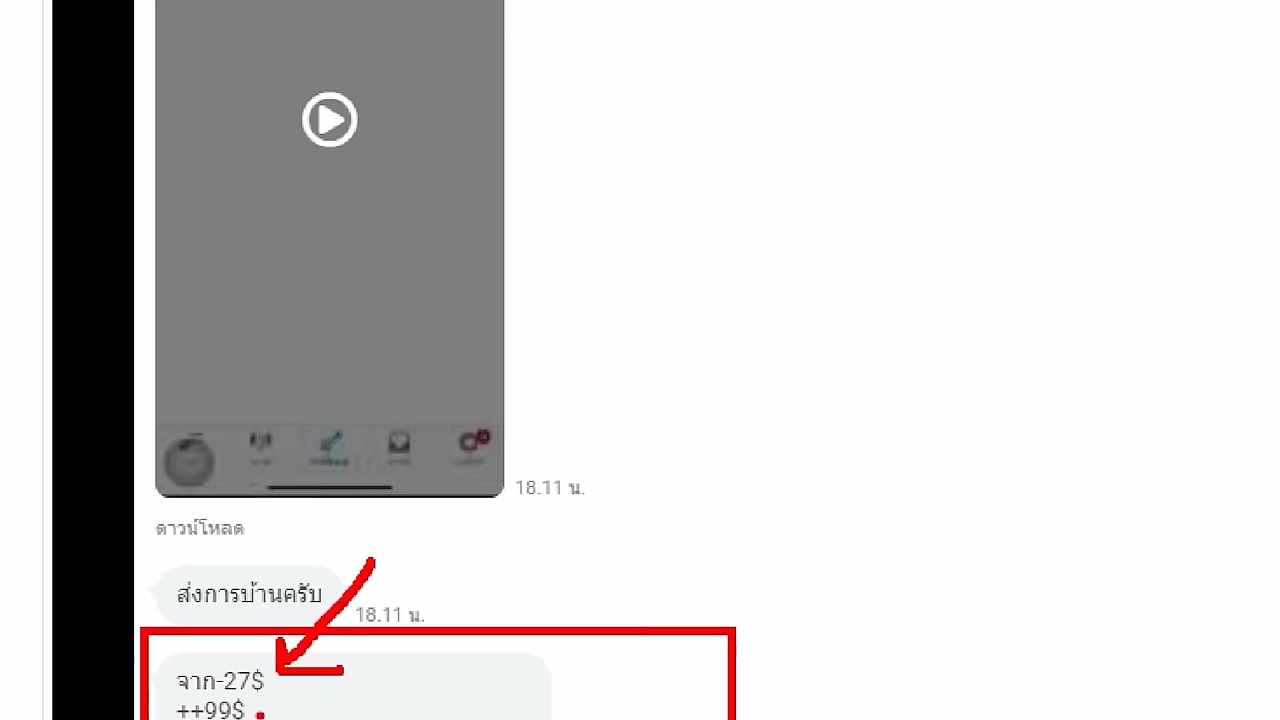 18.11 น.
ดาวน์โหลด
ส่งการบ้านครับ
18.11 น.
จาก-27$
++99$